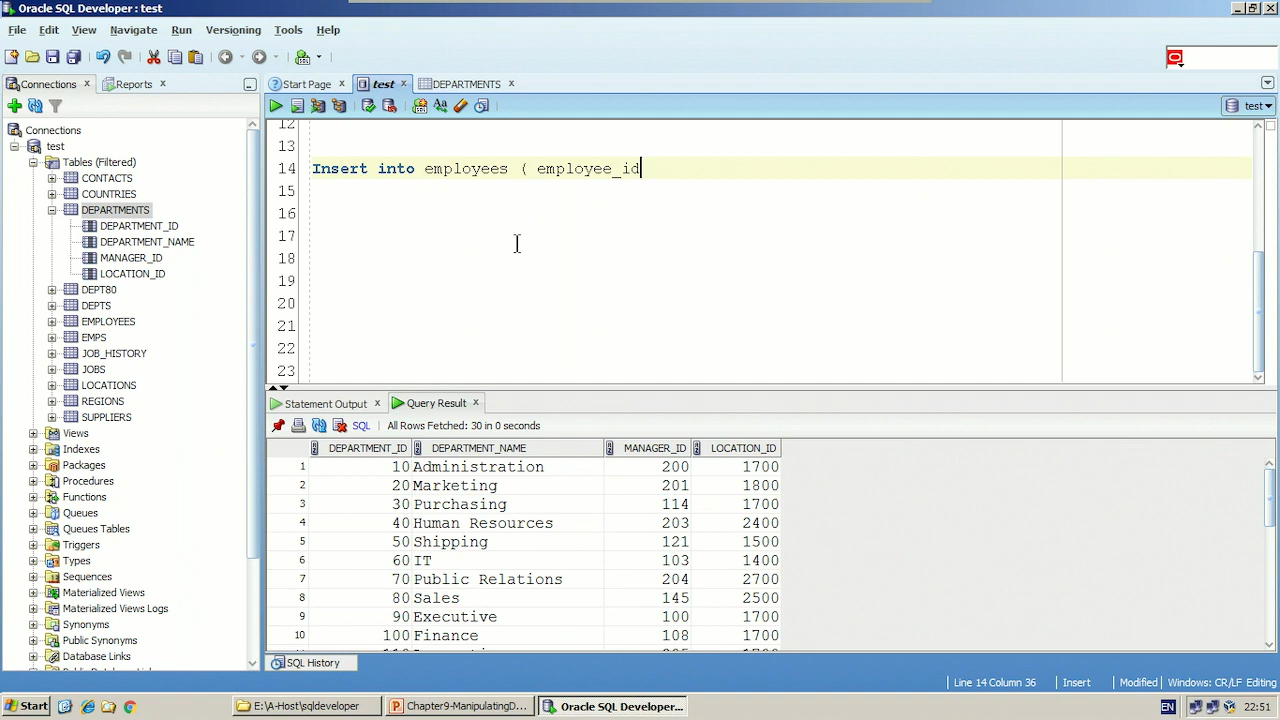 Oracle SQL Developer : test
File Edit View Navigate Run Versioning Tools Help
Connections Reports Start Page test DEPARTMENTS
test
Connections
test
Tables (Filtered)
CONTACTS
COUNTRIES
DEPARTMENTS
DEPARTMENT_ID
DEPARTMENT_NAME
MANAGER_ID
LOCATION_ID
DEPT80
DEPTS
EMPLOYEES
EMPS
JOB_HISTORY
JOBS
LOCATIONS
REGIONS
SUPPLIERS
Views
Indexes
Packages
Procedures
Functions
Queues
Queues Tables
Triggers
Types
Sequences
Materialized Views
Materialized Views Logs
Synonyms
Public Synonyms
Database Links
12
13
14 Insert into employees ( employee_id
15
16
17
18
19
20
21
22
23
Statement Output Query Result
SQL All Rows Fetched: 30 in 0 seconds
DEPARTMENT_ID DEPARTMENT_NAME MANAGER_ID LOCATION_ID
1 10 Administration 200 1700
2 20 Marketing 201 1800
3 30 Purchasing 114 1700
4 40 Human Resources 203 2400
5 50 Shipping 121 1500
6 60 IT 103 1400
7 70 Public Relations 204 2700
8 80 Sales 145 2500
9 90 Executive 100 1700
10 100 Finance 108 1700
SQL History
Line 14 Column 36 Insert Modified Windows: CR/LF Editing
Start E:\A-Host\sqldeveloper Chapter9-ManipulatingD... Oracle SQL Developer... EN 22:51